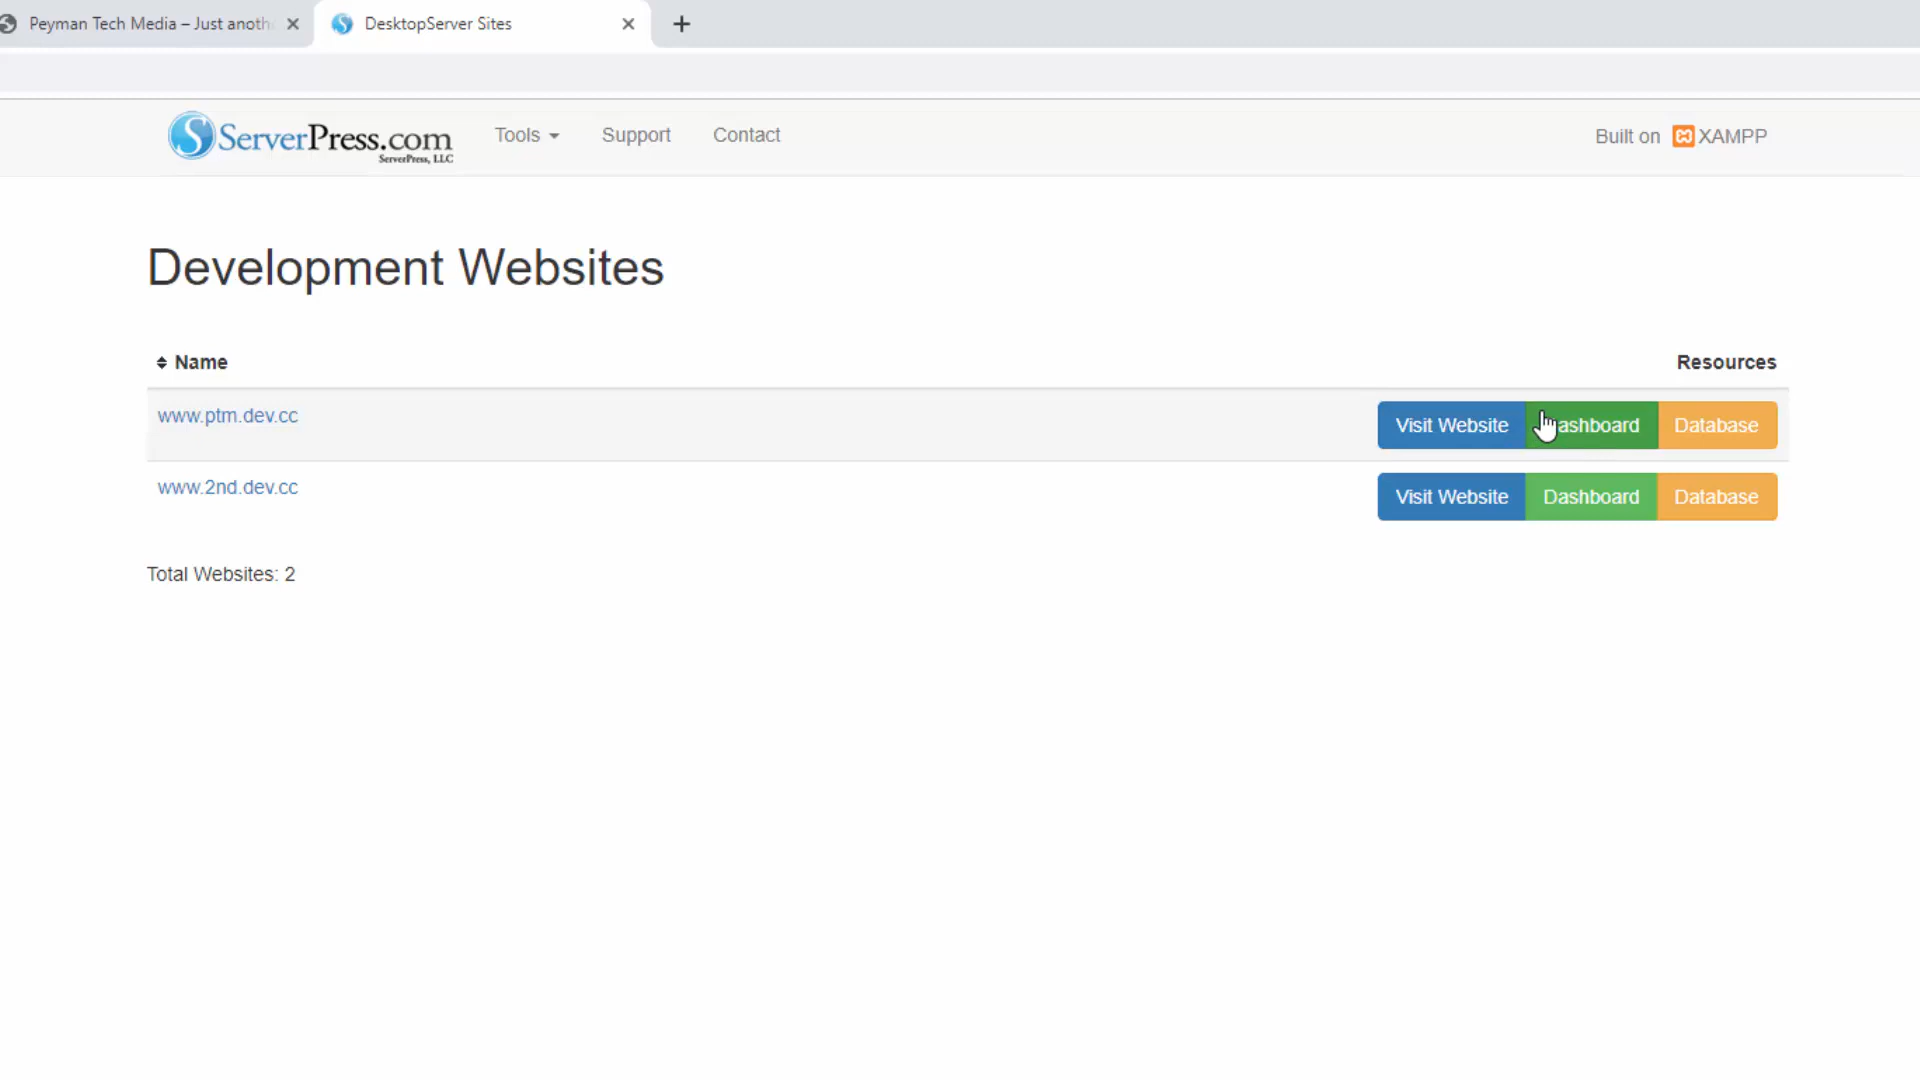 Peyman Tech Media – Just anoth
DesktopServer Sites
ServerPress.com
ServerPress, LLC
Tools
Support
Contact
Built on XAMPP
Development Websites
Name
Resources
www.ptm.dev.cc
Visit Website
ashboard
Database
www.2nd.dev.cc
Visit Website
Dashboard
Database
Total Websites: 2